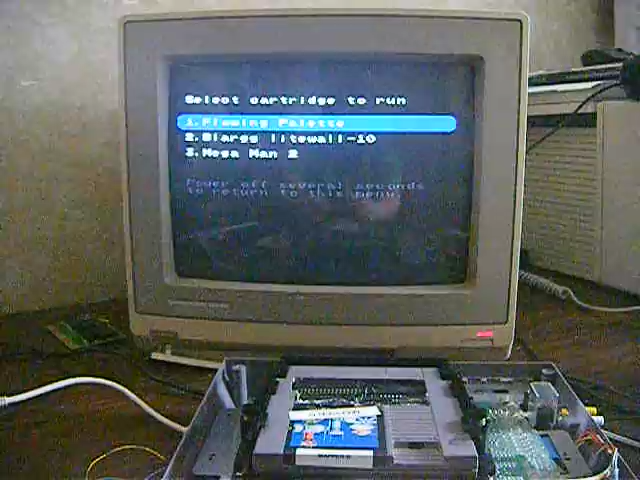 Select cartridge to run
1.Flowing Palette
2.Blargg litewall-10
3.Mega Man 2
Power off several seconds
to return to this menu.